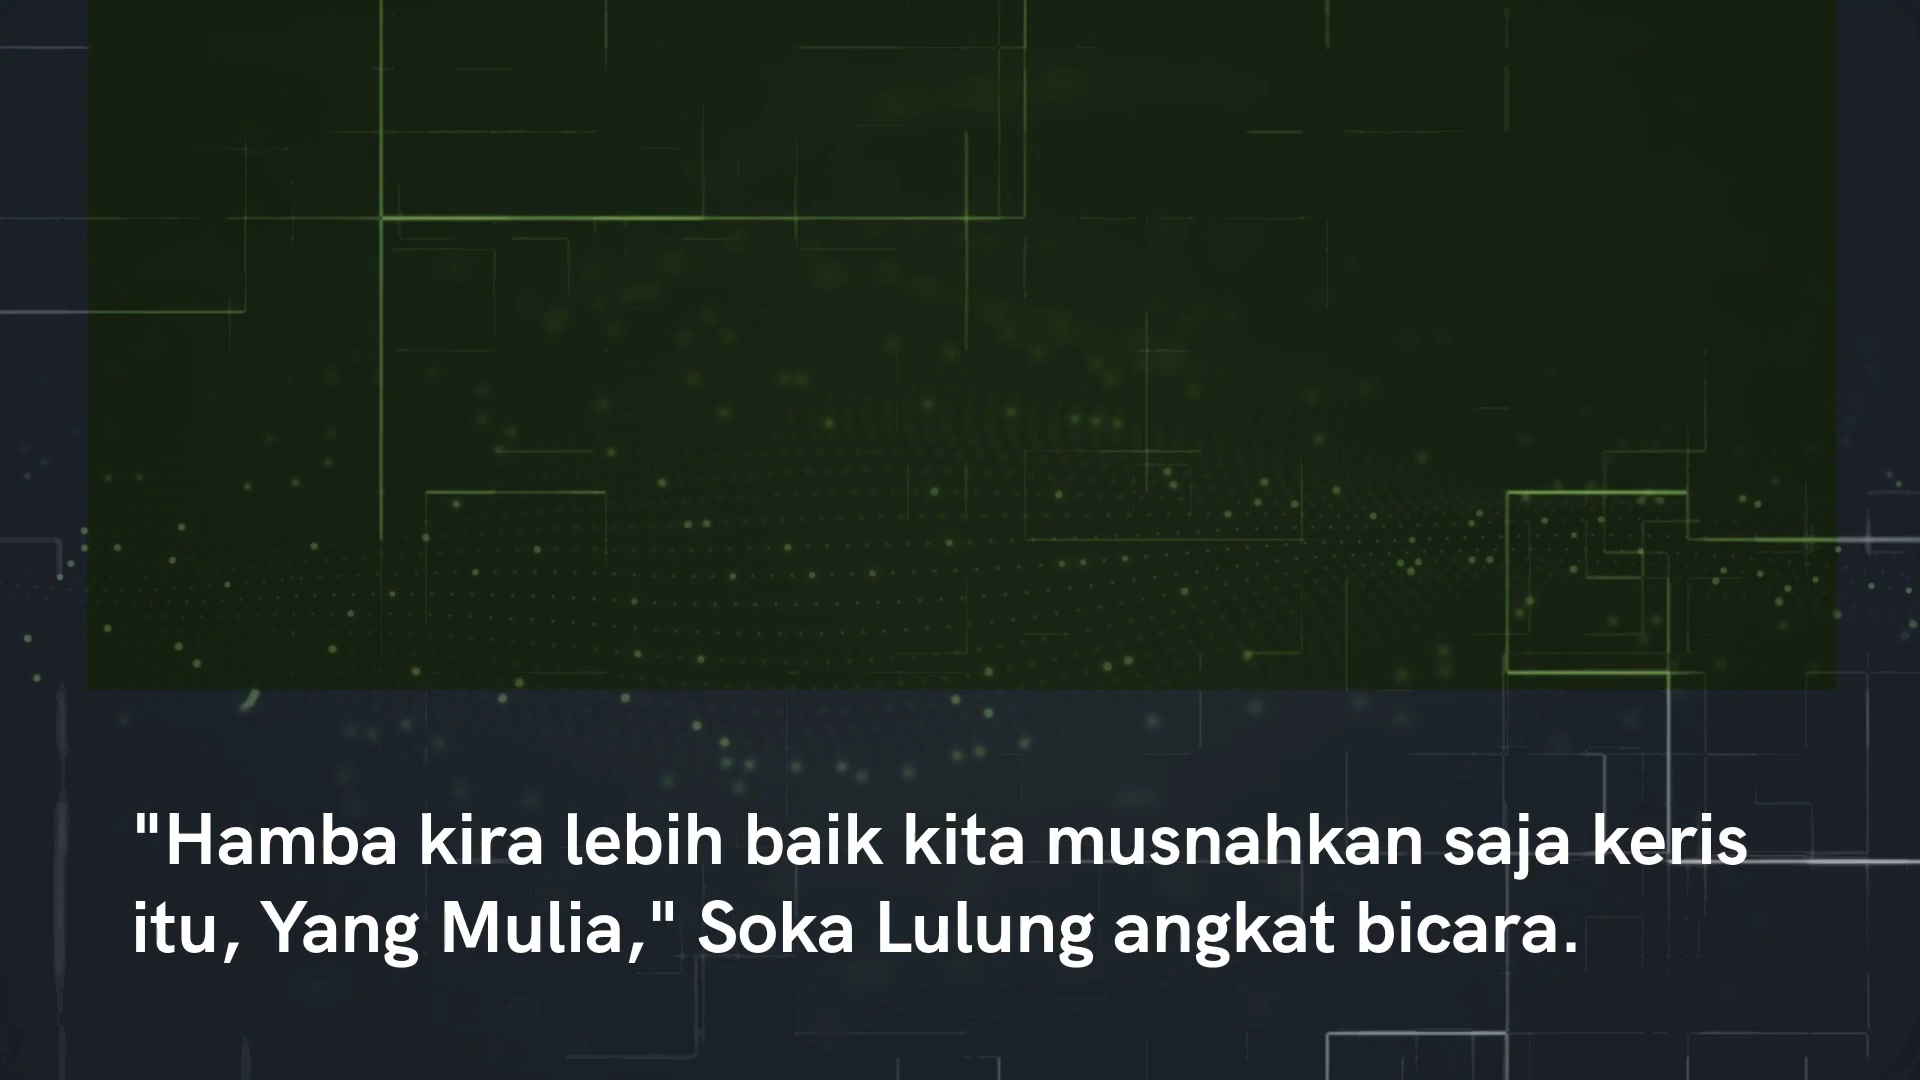 "Hamba kira lebih baik kita musnahkan saja keris
itu, Yang Mulia," Soka Lulung angkat bicara.